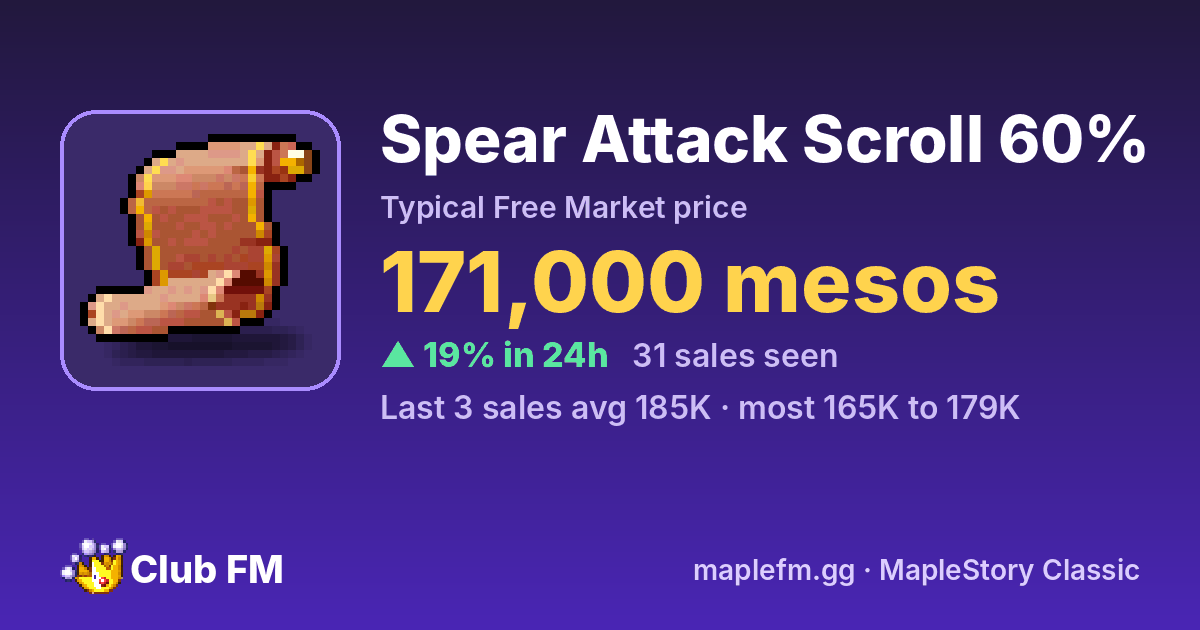 Spear Attack Scroll 60%
Typical Free Market price
171,000 mesos
▲ 19% in 24h 31 sales seen
Last 3 sales avg 185K · most 165K to 179K
Club FM
maplefm.gg · MapleStory Classic